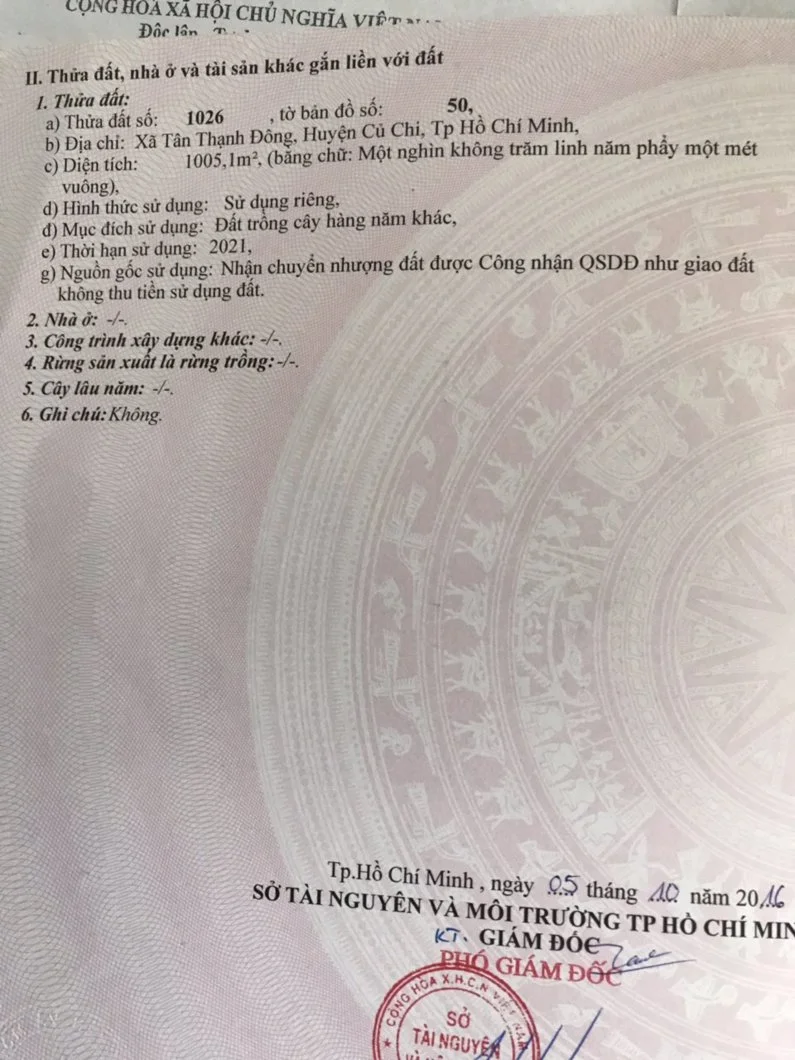 CỘNG HOÀ XÃ HỘI CHỦ NGHĨA VIỆT
Độc lập
II. Thửa đất, nhà ở và tài sản khác gắn liền với đất
1. Thửa đất:
a) Thửa đất số: 1026 , tờ bản đồ số: 50,
b) Địa chỉ: Xã Tân Thạnh Đông, Huyện Củ Chi, Tp Hồ Chí Minh,
c) Diện tích: 1005,1m², (bằng chữ: Một nghìn không trăm linh năm phẩy một mét
vuông),
d) Hình thức sử dụng: Sử dụng riêng,
đ) Mục đích sử dụng: Đất trồng cây hàng năm khác,
e) Thời hạn sử dụng: 2021,
g) Nguồn gốc sử dụng: Nhận chuyển nhượng đất được Công nhận QSDĐ như giao đất
không thu tiền sử dụng đất.
2. Nhà ở: -/-.
3. Công trình xây dựng khác: -/-.
4. Rừng sản xuất là rừng trồng: -/-.
5. Cây lâu năm: -/-.
6. Ghi chú: Không.
Tp.Hồ Chí Minh , ngày 05 tháng 10 năm 2016
SỞ TÀI NGUYÊN VÀ MÔI TRƯỜNG TP HỒ CHÍ MIN
KT. GIÁM ĐỐC
PHÓ GIÁM ĐỐC
CỘNG HÒA X.H.C.N VIỆT NAM
SỞ
TÀI NGUYÊN